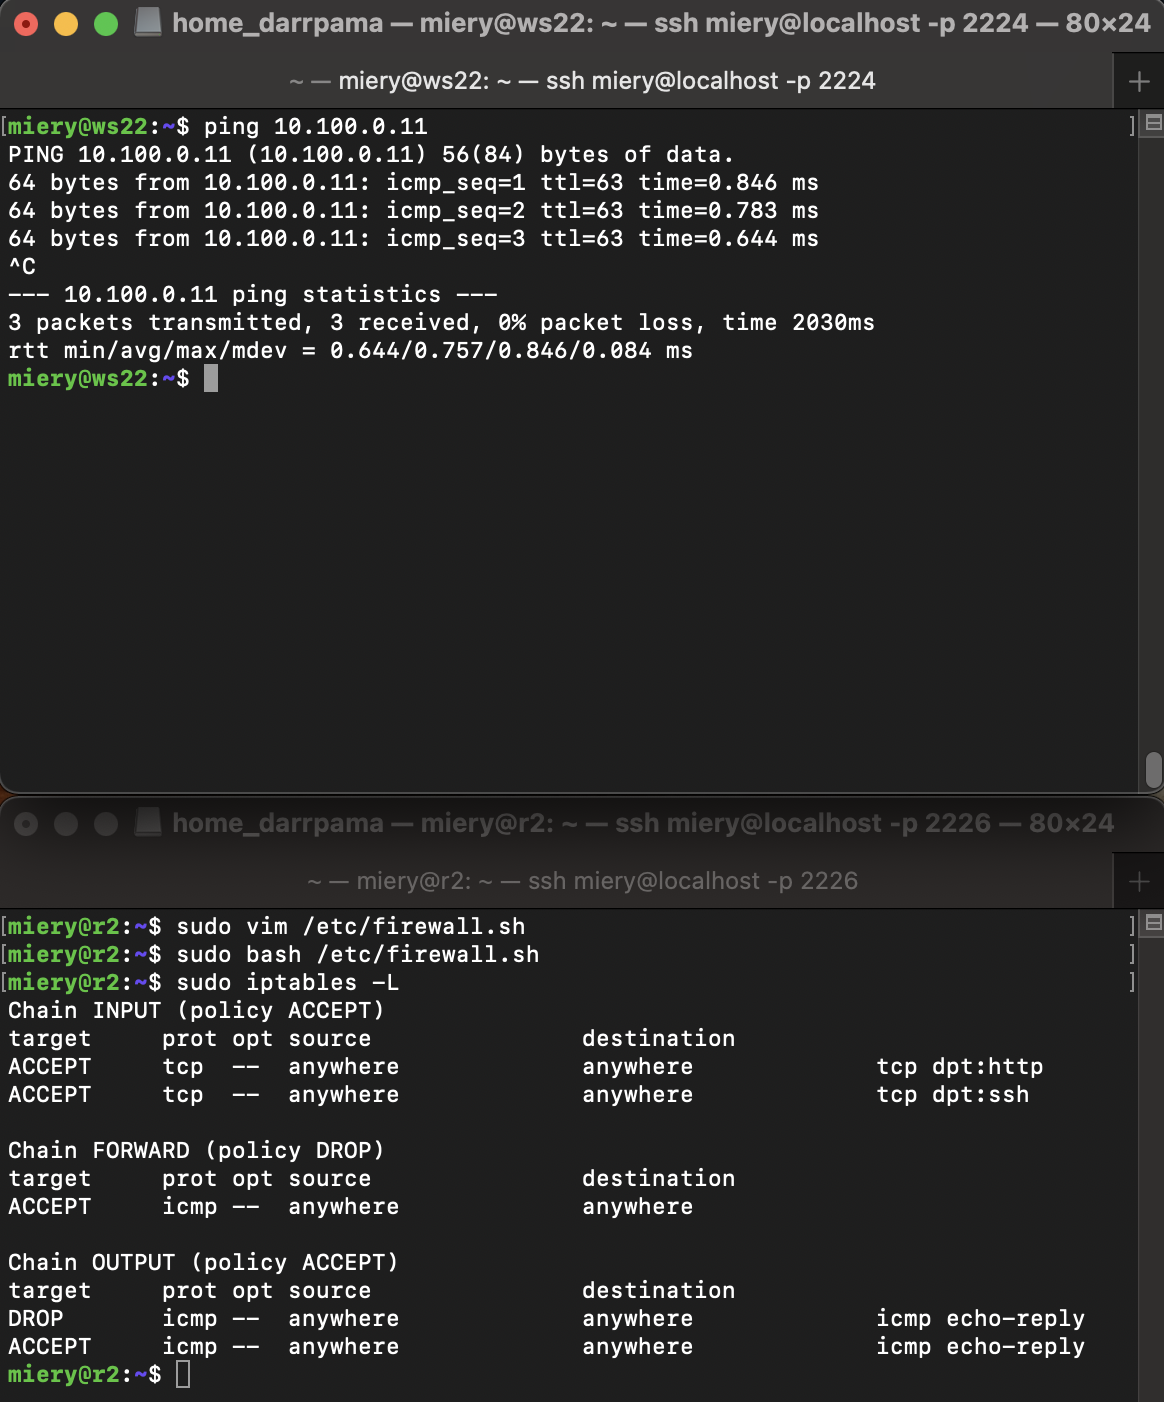 home_darrpama — miery@ws22: ~ — ssh miery@localhost -p 2224 — 80×24
~ — miery@ws22: ~ — ssh miery@localhost -p 2224 +
[miery@ws22:~$ ping 10.100.0.11 ]
PING 10.100.0.11 (10.100.0.11) 56(84) bytes of data.
64 bytes from 10.100.0.11: icmp_seq=1 ttl=63 time=0.846 ms
64 bytes from 10.100.0.11: icmp_seq=2 ttl=63 time=0.783 ms
64 bytes from 10.100.0.11: icmp_seq=3 ttl=63 time=0.644 ms
^C
--- 10.100.0.11 ping statistics ---
3 packets transmitted, 3 received, 0% packet loss, time 2030ms
rtt min/avg/max/mdev = 0.644/0.757/0.846/0.084 ms
miery@ws22:~$
home_darrpama — miery@r2: ~ — ssh miery@localhost -p 2226 — 80×24
~ — miery@r2: ~ — ssh miery@localhost -p 2226 +
[miery@r2:~$ sudo vim /etc/firewall.sh ]
[miery@r2:~$ sudo bash /etc/firewall.sh ]
[miery@r2:~$ sudo iptables -L ]
Chain INPUT (policy ACCEPT)
target     prot opt source               destination
ACCEPT     tcp  --  anywhere             anywhere             tcp dpt:http
ACCEPT     tcp  --  anywhere             anywhere             tcp dpt:ssh
Chain FORWARD (policy DROP)
target     prot opt source               destination
ACCEPT     icmp --  anywhere             anywhere
Chain OUTPUT (policy ACCEPT)
target     prot opt source               destination
DROP       icmp --  anywhere             anywhere             icmp echo-reply
ACCEPT     icmp --  anywhere             anywhere             icmp echo-reply
miery@r2:~$